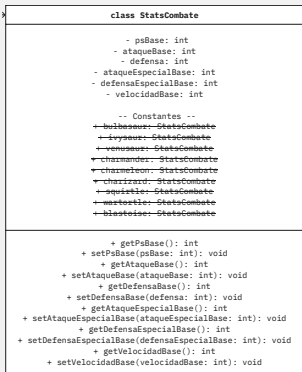 class StatsCombate
- psBase: int
- ataqueBase: int
- defensa: int
- ataqueEspecialBase: int
- defensaEspecialBase: int
- velocidadBase: int
-- Constantes --
+ bulbasaur: StatsCombate
+ ivysaur: StatsCombate
+ venusaur: StatsCombate
+ charmander: StatsCombate
+ charmeleon: StatsCombate
+ charizard: StatsCombate
+ squirtle: StatsCombate
+ wartortle: StatsCombate
+ blastoise: StatsCombate
+ getPsBase(): int
+ setPsBase(psBase: int): void
+ getAtaqueBase(): int
+ setAtaqueBase(ataqueBase: int): void
+ getDefensaBase(): int
+ setDefensaBase(defensa: int): void
+ getAtaqueEspecialBase(): int
+ setAtaqueEspecialBase(ataqueEspecialBase: int): void
+ getDefensaEspecialBase(): int
+ setDefensaEspecialBase(defensaEspecialBase: int): void
+ getVelocidadBase(): int
+ setVelocidadBase(velocidadBase: int): void